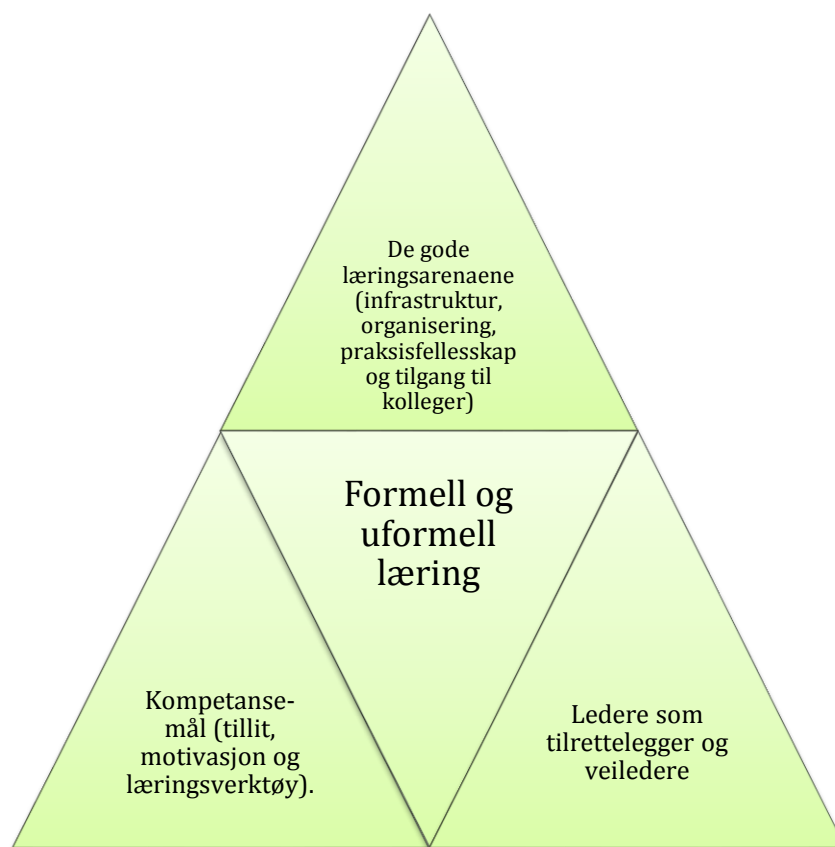 De gode
læringsarenaene
(infrastruktur,
organisering,
praksisfellesskap
og tilgang til
kolleger)
Formell og
uformell
læring
Kompetanse-
mål (tillit,
motivasjon og
læringsverktøy).
Ledere som
tilrettelegger og
veiledere